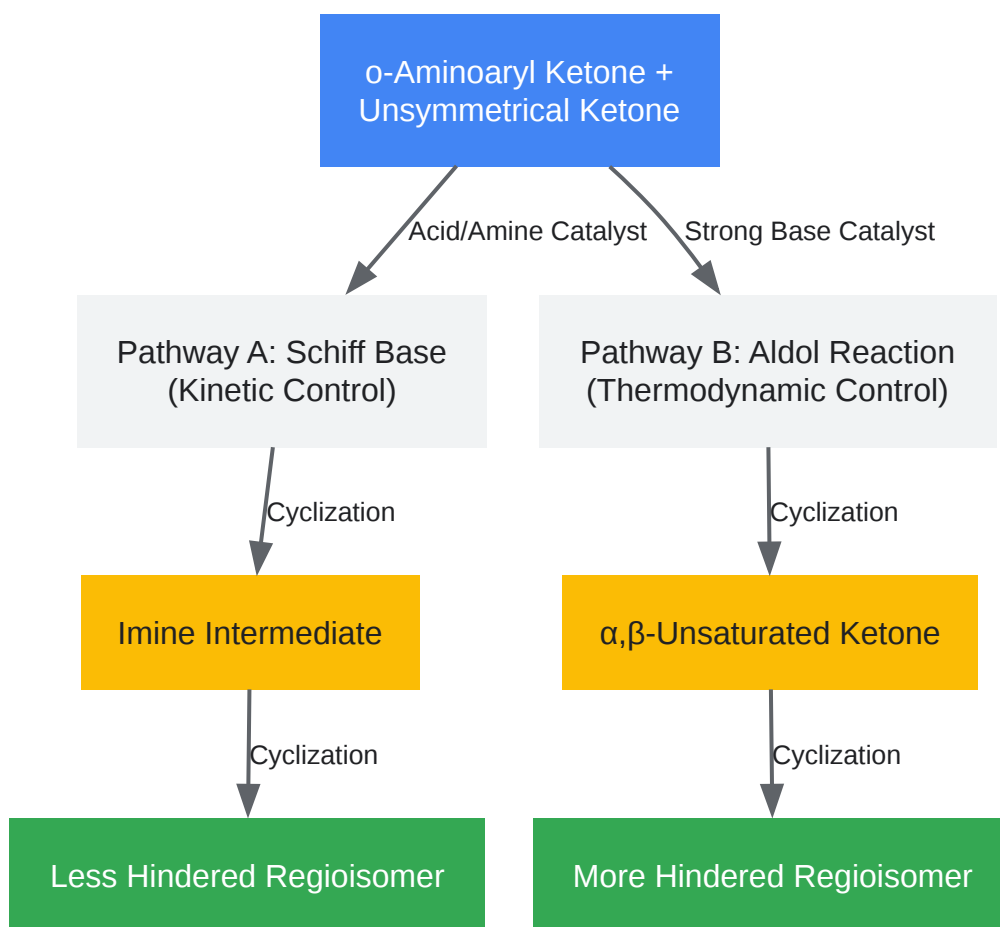 o-Aminoaryl Ketone +
Unsymmetrical Ketone
Acid/Amine Catalyst
Strong Base Catalyst
Pathway A: Schiff Base
(Kinetic Control)
Pathway B: Aldol Reaction
(Thermodynamic Control)
Cyclization
Cyclization
Imine Intermediate
α,β-Unsaturated Ketone
Cyclization
Cyclization
Less Hindered Regioisomer
More Hindered Regioisomer